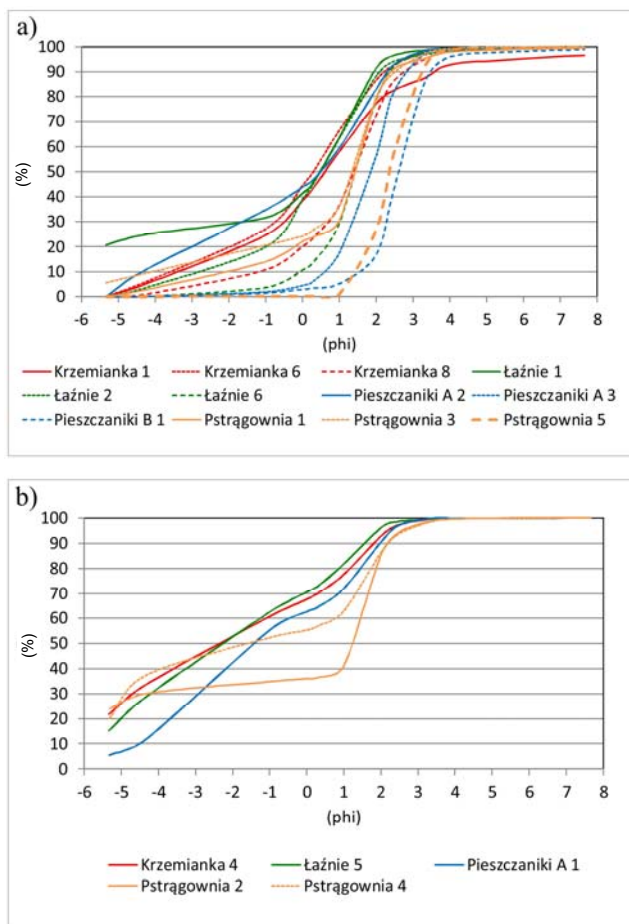 a)
100
90
80
70
60
50
40
30
20
10
0
(%)
-6 -5 -4 -3 -2 -1 0 1 2 3 4 5 6 7 8
(phi)
Krzemianka 1 Krzemianka 6 Krzemianka 8 Łaźnie 1
Łaźnie 2 Łaźnie 6 Pieszczaniki A 2 Pieszczaniki A 3
Pieszczaniki B 1 Pstrągownia 1 Pstrągownia 3 Pstrągownia 5
b)
100
90
80
70
60
50
40
30
20
10
0
(%)
-6 -5 -4 -3 -2 -1 0 1 2 3 4 5 6 7 8
(phi)
Krzemianka 4 Łaźnie 5 Pieszczaniki A 1
Pstrągownia 2 Pstrągownia 4